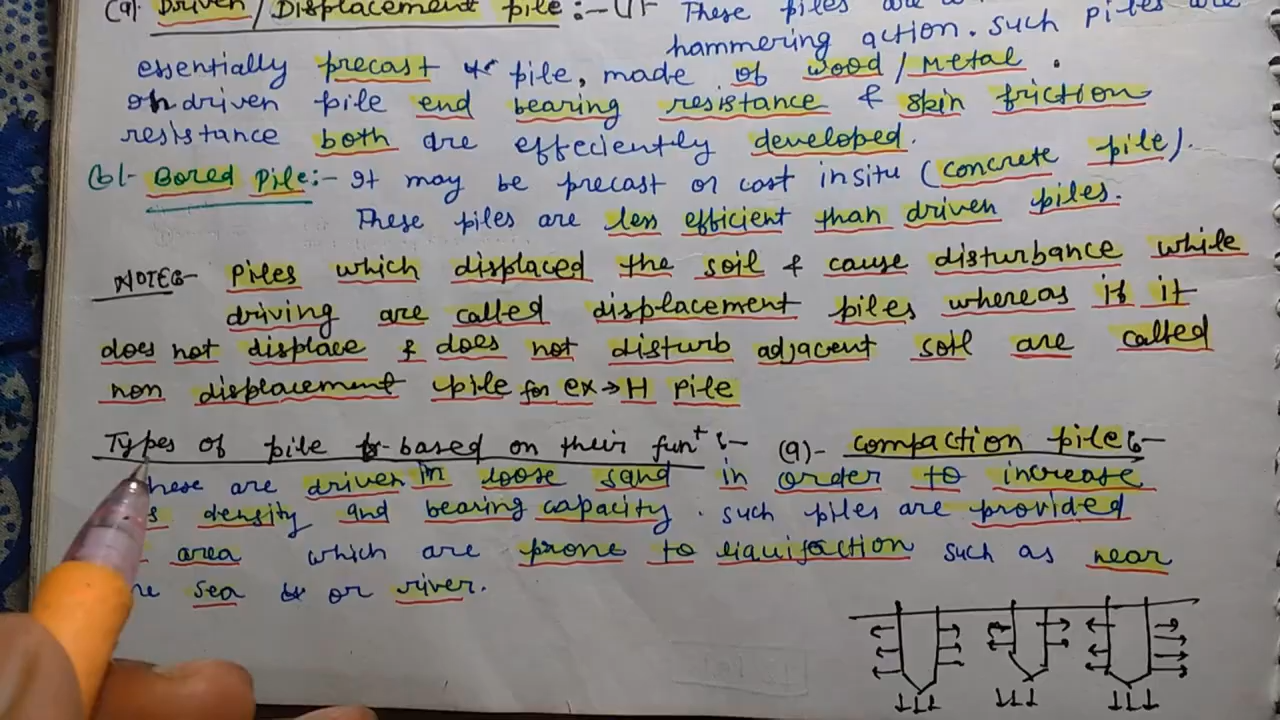 (a). Driven/Displacement pile :- (1)- These piles are
hammering action. such piles are
essentially precast pile, made of wood/Metal.
on driven pile end bearing resistance & skin friction
resistance both are effeciently developed.
(b)- Bored Pile:- It may be precast or cast insitu (concrete pile).
These piles are less efficient than driven piles.
NOTE:- Piles which displaced the soil & cause disturbance while
driving are called displacement piles whereas if it
does not displace & does not disturb adjacent soil are called
non displacement pile for ex→H Pile
Types of pile based on their funⁿ :- (a)- compaction pile:-
These are driven in loose sand in order to increase
density and bearing capacity. such piles are provided
area which are prone to liquifaction such as near
sea or river.